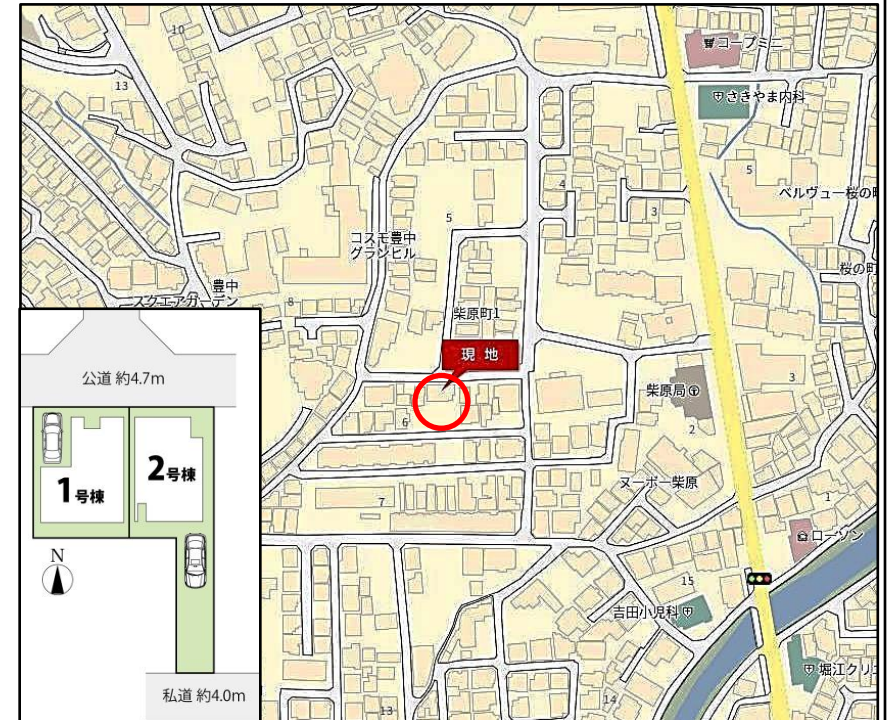 10
コープミニ
13
さきやま内科
5
ベルヴュー桜の
4
3
5
コスモ豊中
グランヒル
桜の町
豊中
スクエアガーデン
8
柴原町1
現地
3
柴原局
6
2
ヌーボー柴原
7
1
ローソン
15
吉田小児科
堀江クリニ
14
13
公道 約4.7m
1号棟
2号棟
N
私道 約4.0m